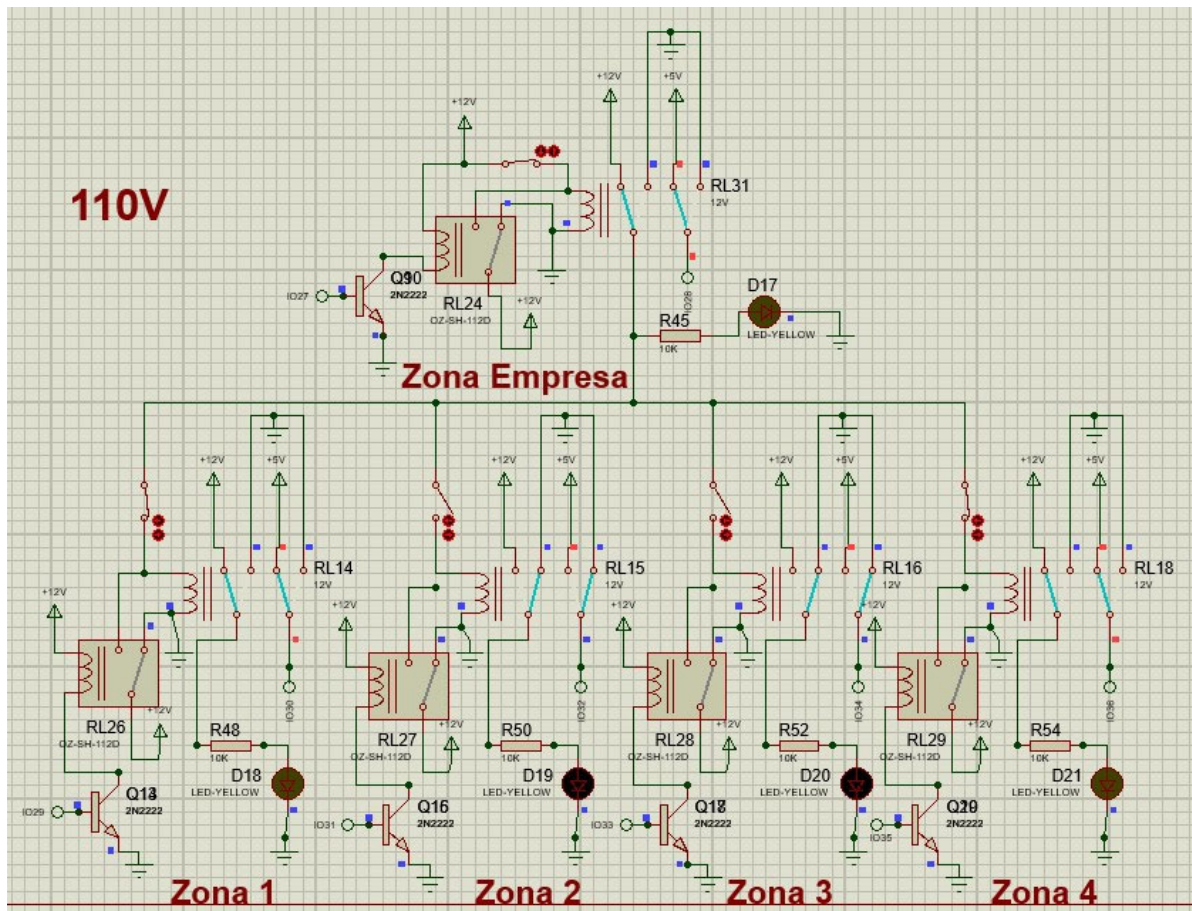 +12V
+5V
+12V
110V
RL31
12V
Q90
2N2222
IO27
RL24
OZ-SH-112D
+12V
IO28
D17
LED-YELLOW
R45
10K
Zona Empresa
+12V
+5V
+12V
+5V
+12V
+5V
+12V
+5V
RL14
12V
RL15
12V
RL16
12V
RL18
12V
+12V
+12V
+12V
+12V
IO30
IO32
IO34
IO36
RL26
OZ-SH-112D
+12V
R48
10K
RL27
OZ-SH-112D
+12V
R50
10K
RL28
OZ-SH-112D
+12V
R52
10K
RL29
OZ-SH-112D
+12V
R54
10K
D18
LED-YELLOW
D19
LED-YELLOW
D20
LED-YELLOW
D21
LED-YELLOW
IO29
2N2222
IO31
Q16
2N2222
IO33
2N2222
IO35
2N2222
Zona 1
Zona 2
Zona 3
Zona 4